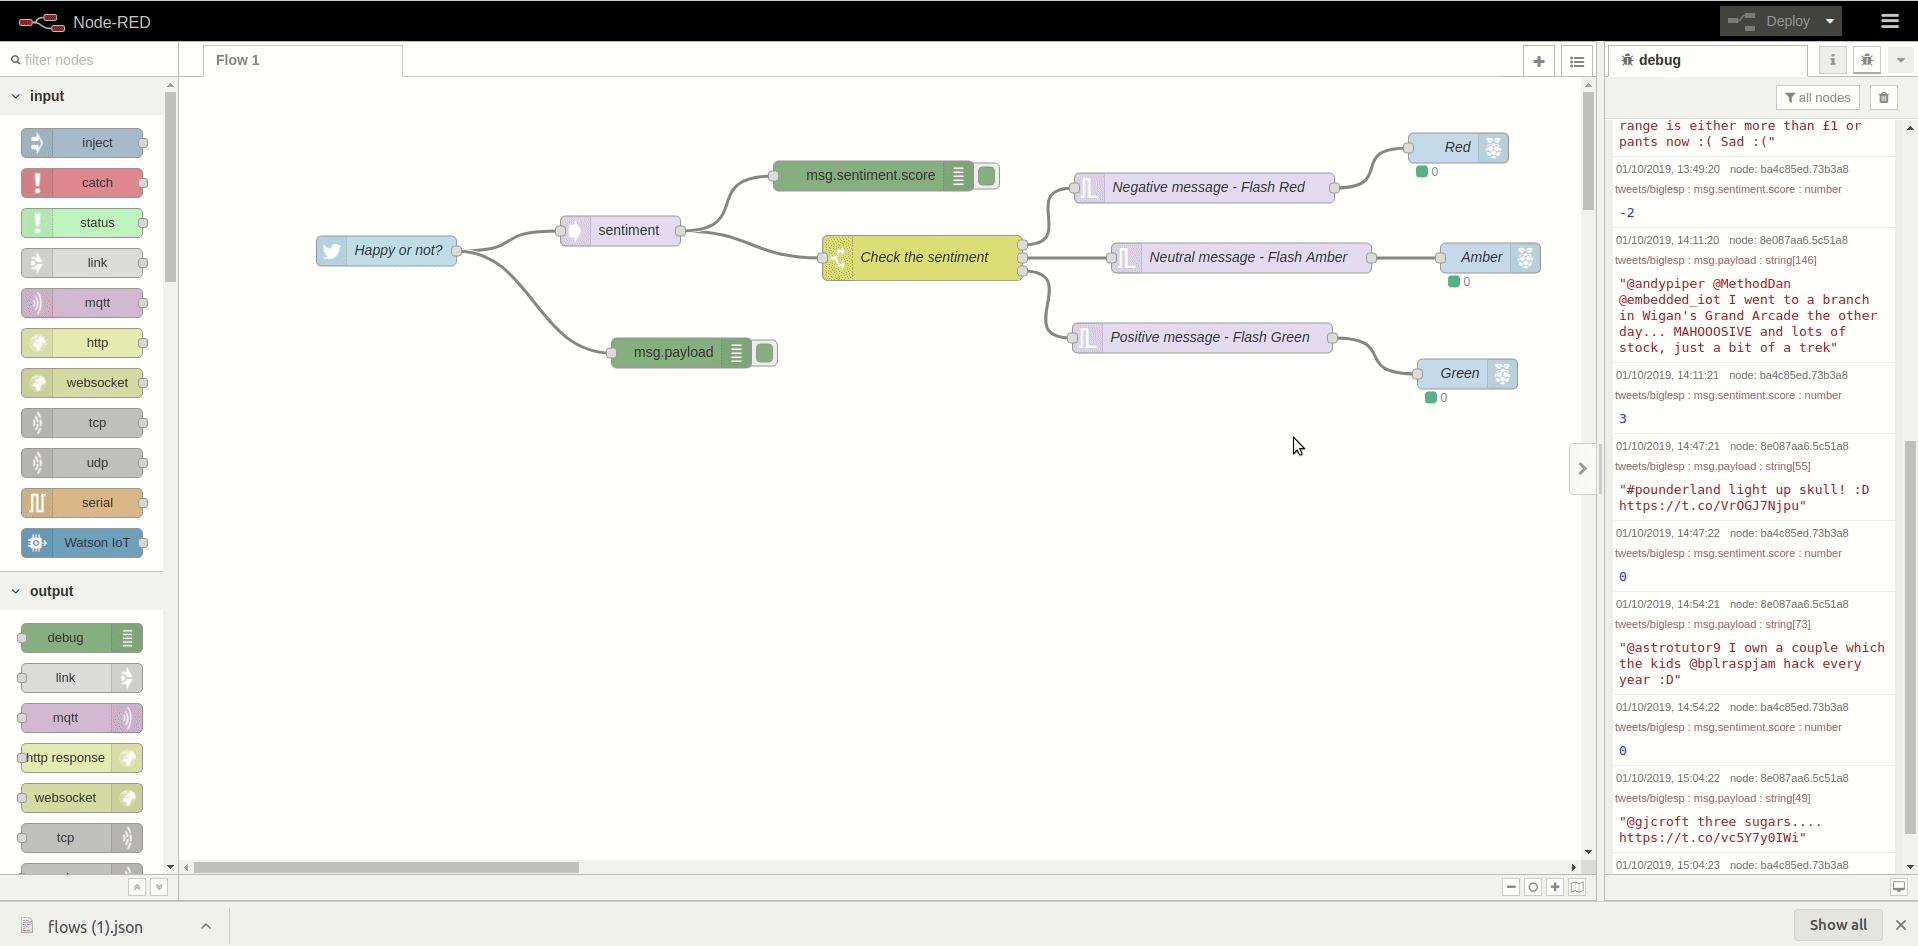 Node-RED
Deploy
filter nodes
Flow 1
debug
all nodes
input
inject
catch
status
link
mqtt
http
websocket
tcp
udp
serial
Watson IoT
output
debug
link
mqtt
http response
websocket
tcp
Happy or not?
sentiment
msg.sentiment.score
msg.payload
Check the sentiment
Negative message - Flash Red
Neutral message - Flash Amber
Positive message - Flash Green
Red
0
Amber
0
Green
0
range is either more than £1 or
pants now :( Sad :("
01/10/2019, 13:49:20 node: ba4c85ed.73b3a8
tweets/biglesp : msg.sentiment.score : number
-2
01/10/2019, 14:11:20 node: 8e087aa6.5c51a8
tweets/biglesp : msg.payload : string[146]
"@andypiper @MethodDan
@embedded_iot I went to a branch
in Wigan's Grand Arcade the other
day... MAHOOOSIVE and lots of
stock, just a bit of a trek"
01/10/2019, 14:11:21 node: ba4c85ed.73b3a8
tweets/biglesp : msg.sentiment.score : number
3
01/10/2019, 14:47:21 node: 8e087aa6.5c51a8
tweets/biglesp : msg.payload : string[55]
"#pounderland light up skull! :D
https://t.co/VrOGJ7Njpu"
01/10/2019, 14:47:22 node: ba4c85ed.73b3a8
tweets/biglesp : msg.sentiment.score : number
0
01/10/2019, 14:54:21 node: 8e087aa6.5c51a8
tweets/biglesp : msg.payload : string[73]
"@astrotutor9 I own a couple which
the kids @bplraspjam hack every
year :D"
01/10/2019, 14:54:22 node: ba4c85ed.73b3a8
tweets/biglesp : msg.sentiment.score : number
0
01/10/2019, 15:04:22 node: 8e087aa6.5c51a8
tweets/biglesp : msg.payload : string[49]
"@gjcroft three sugars....
https://t.co/vc5Y7y0IWi"
01/10/2019, 15:04:23 node: ba4c85ed.73b3a8
flows (1).json
Show all